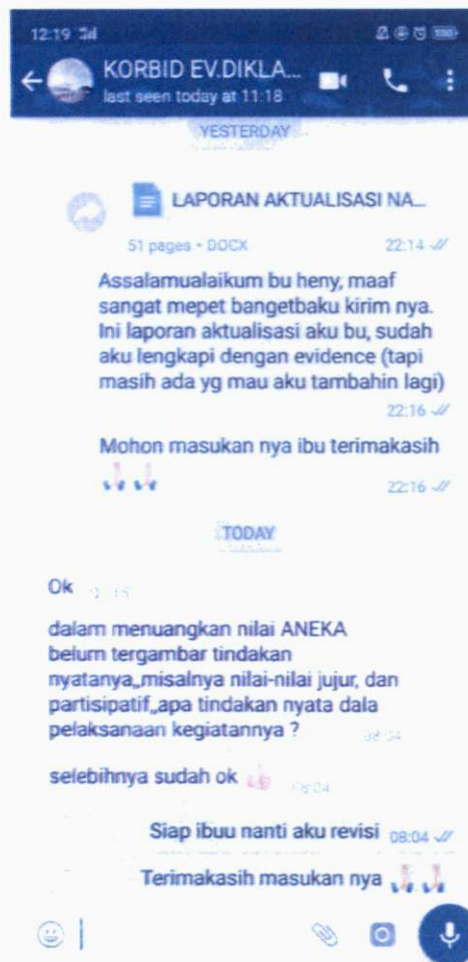 12:19
KORBID EV.DIKLA...
last seen today at 11:18
YESTERDAY
LAPORAN AKTUALISASI NA...
51 pages • DOCX 22:14
Assalamualaikum bu heny, maaf
sangat mepet bangetbaku kirim nya.
Ini laporan aktualisasi aku bu, sudah
aku lengkapi dengan evidence (tapi
masih ada yg mau aku tambahin lagi)
22:16
Mohon masukan nya ibu terimakasih
22:16
TODAY
Ok
dalam menuangkan nilai ANEKA
belum tergambar tindakan
nyatanya,,misalnya nilai-nilai jujur, dan
partisipatif,,apa tindakan nyata dala
pelaksanaan kegiatannya ?
08:04
selebihnya sudah ok
08:04
Siap ibuu nanti aku revisi 08:04
Terimakasih masukan nya